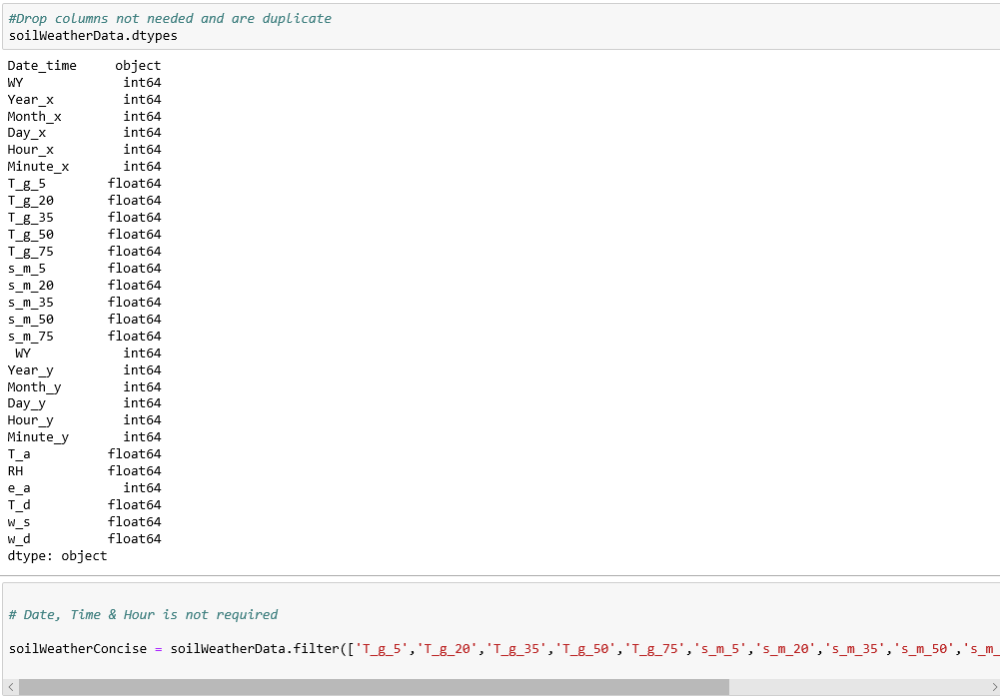 #Drop columns not needed and are duplicate
soilWeatherData.dtypes
Date_time     object
WY             int64
Year_x         int64
Month_x        int64
Day_x          int64
Hour_x         int64
Minute_x       int64
T_g_5        float64
T_g_20       float64
T_g_35       float64
T_g_50       float64
T_g_75       float64
s_m_5        float64
s_m_20       float64
s_m_35       float64
s_m_50       float64
s_m_75       float64
 WY            int64
Year_y         int64
Month_y        int64
Day_y          int64
Hour_y         int64
Minute_y       int64
T_a          float64
RH           float64
e_a            int64
T_d          float64
w_s          float64
w_d          float64
dtype: object
# Date, Time & Hour is not required
soilWeatherConcise = soilWeatherData.filter(['T_g_5','T_g_20','T_g_35','T_g_50','T_g_75','s_m_5','s_m_20','s_m_35','s_m_50','s_m_